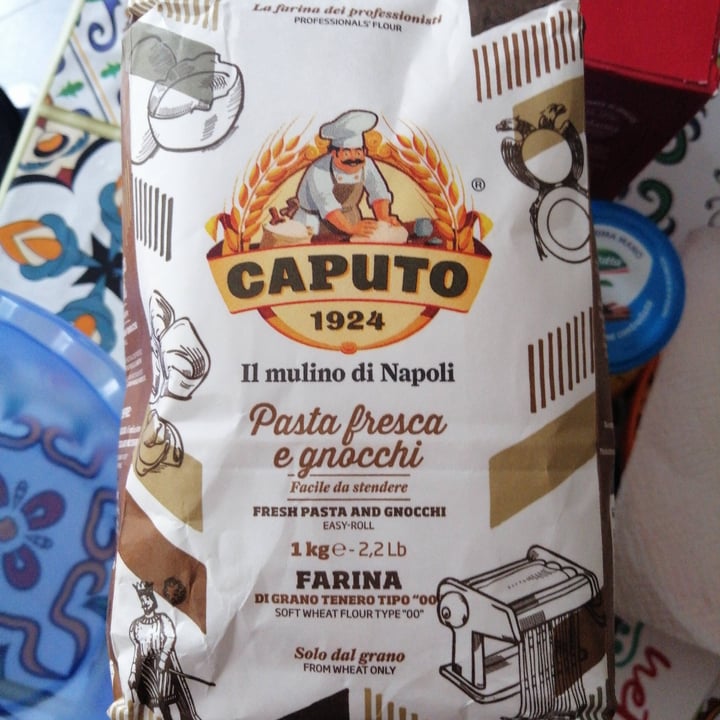 La farina dei professionisti
PROFESSIONALS' FLOUR
®
CAPUTO
1924
Il mulino di Napoli
Pasta fresca
e gnocchi
Facile da stendere
FRESH PASTA AND GNOCCHI
EASY-ROLL
1 kg e - 2,2 Lb
FARINA
DI GRANO TENERO TIPO "00"
SOFT WHEAT FLOUR TYPE "00"
Solo dal grano
FROM WHEAT ONLY